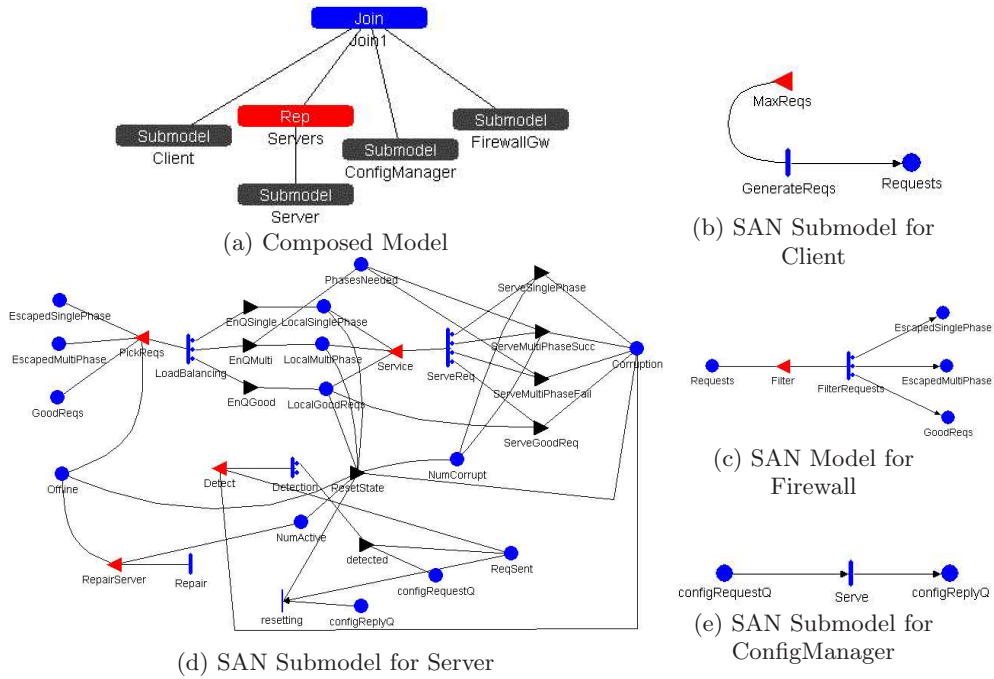 Join
Join1
Rep
Servers
Submodel
Client
Submodel
ConfigManager
Submodel
FirewallGw
Submodel
Server
(a) Composed Model
MaxReqs
GenerateReqs
Requests
(b) SAN Submodel for
Client
PhasesNeeded
ServeSinglePhase
EscapedSinglePhase
EnQSingle
LocalSinglePhase
EscapedMultiPhase
PickReqs
LoadBalancing
EnQMulti
LocalMultiPhase
Service
ServeReq
ServeMultiPhaseSucc
Corruption
GoodReqs
EnQGood
LocalGoodReqs
ServeMultiPhaseFail
ServeGoodReq
Offline
Detect
Detection
ResetState
NumCorrupt
NumActive
detected
ReqSent
RepairServer
Repair
configRequestQ
resetting
configReplyQ
(d) SAN Submodel for Server
EscapedSinglePhase
Requests
Filter
FilterRequests
EscapedMultiPhase
GoodReqs
(c) SAN Model for
Firewall
configRequestQ
Serve
configReplyQ
(e) SAN Submodel for
ConfigManager